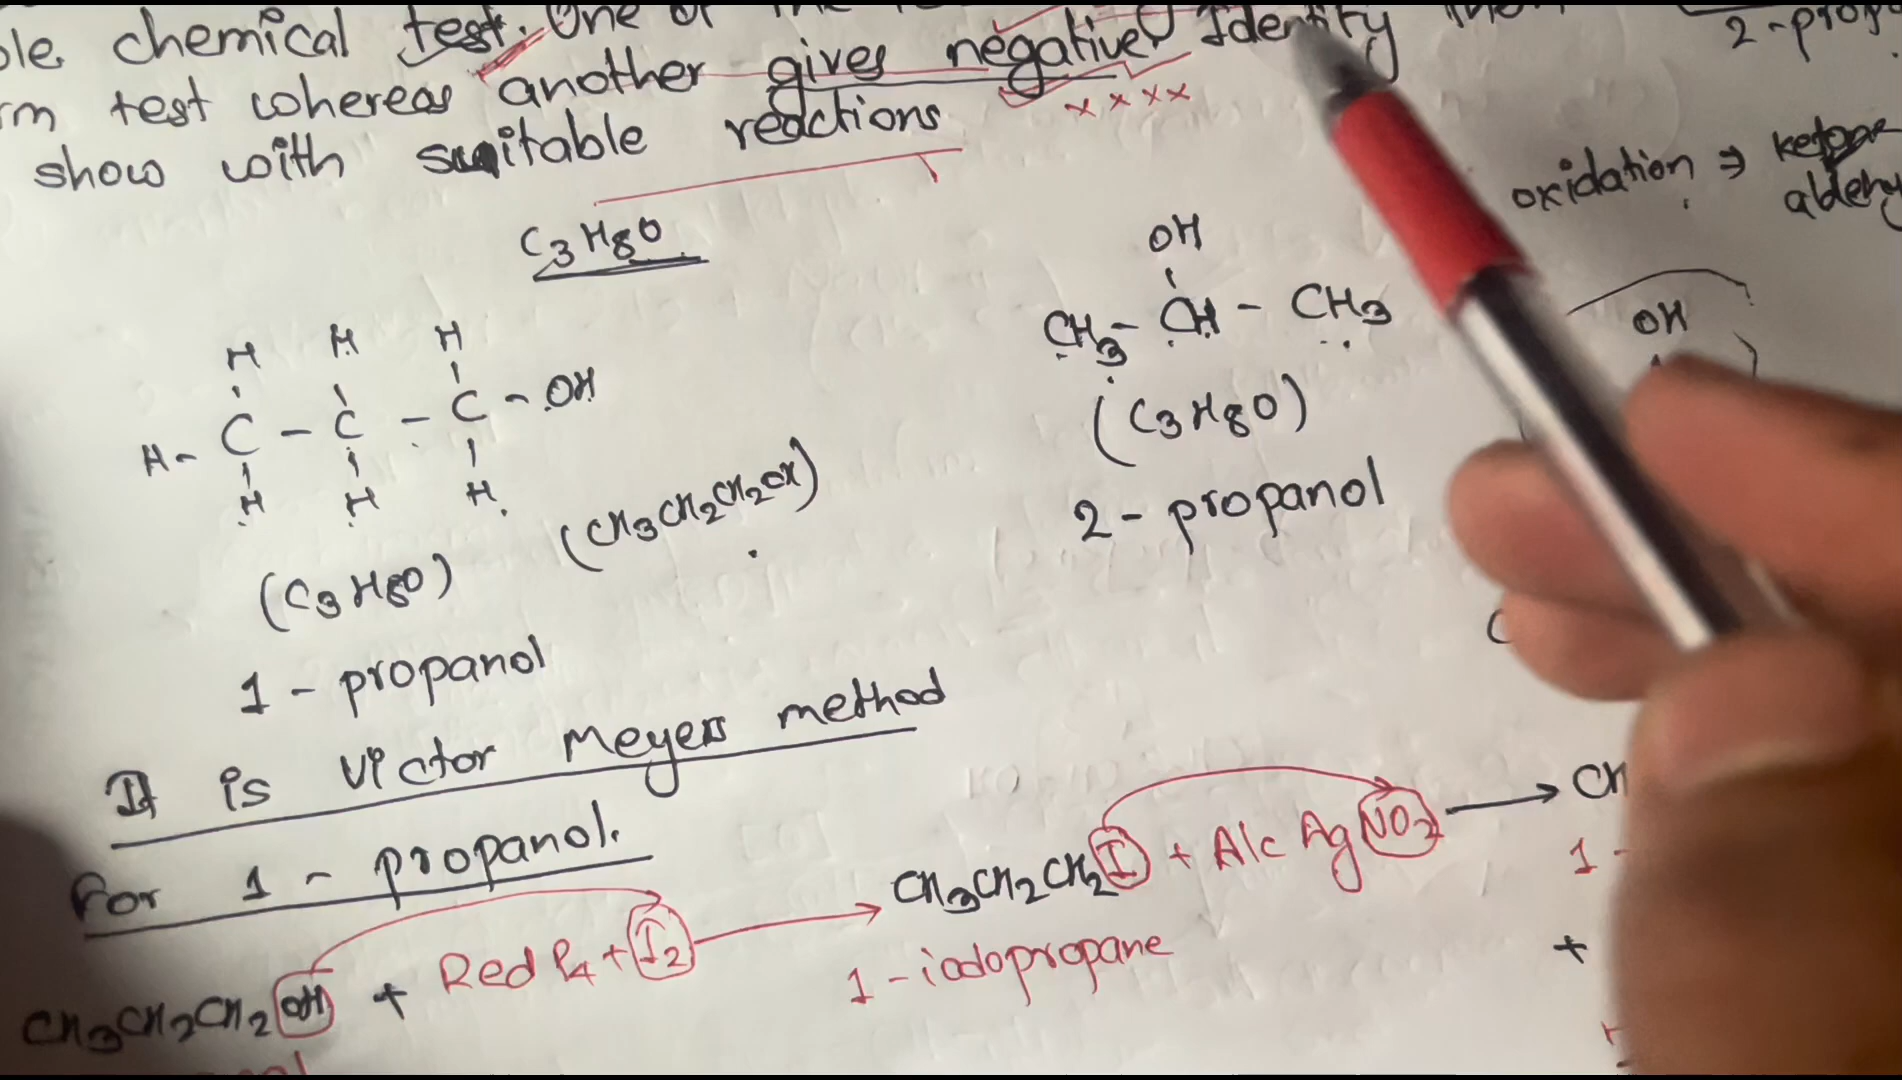 chemical test. One of
2-prop
test whereas another gives negative. Identify
x x x x
show with suitable reactions
oxidation ⇒ ketone
aldehy
C3H8O
OH
CH3 - CH - CH3
(C3H8O)
2- propanol
OH
H H H
H - C - C - C - OH
H H H
(CH3CH2CH2OH)
(C3H8O)
1 - propanol
It is Victor Meyers method
For 1 - propanol.
CH3CH2CH2OH + Red P4 + I2
CH3CH2CH2I + Alc AgNO2 → CH
1-iodopropane
1-
+